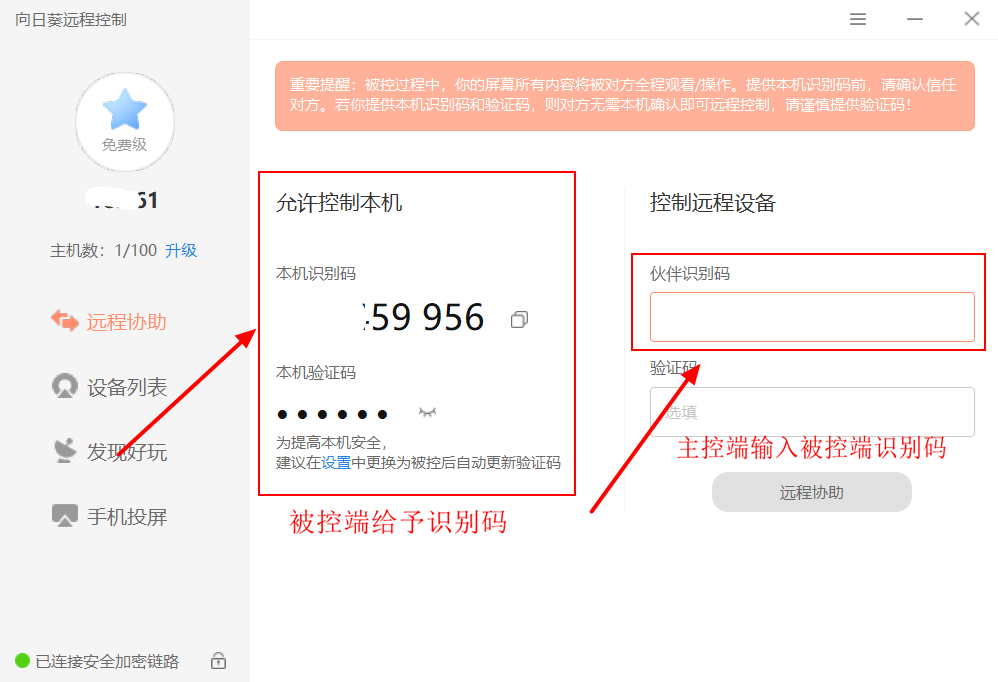 向日葵远程控制
免费级
主机数：1/100 升级
远程协助
设备列表
发现好玩
手机投屏
已连接安全加密链路
重要提醒：被控过程中，你的屏幕所有内容将被对方全程观看/操作。提供本机识别码前，请确认信任
对方。若你提供本机识别码和验证码，则对方无需本机确认即可远程控制，请谨慎提供验证码！
允许控制本机
本机识别码
59 956
本机验证码
为提高本机安全，
建议在设置中更换为被控后自动更新验证码
被控端给予识别码
控制远程设备
伙伴识别码
验证码
选填
主控端输入被控端识别码
远程协助